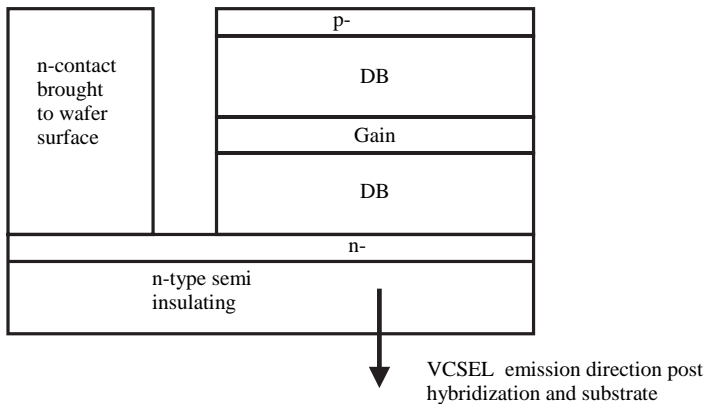 p-
n-contact
brought
to wafer
surface
DB
Gain
DB
n-
n-type semi
insulating
VCSEL emission direction post
hybridization and substrate